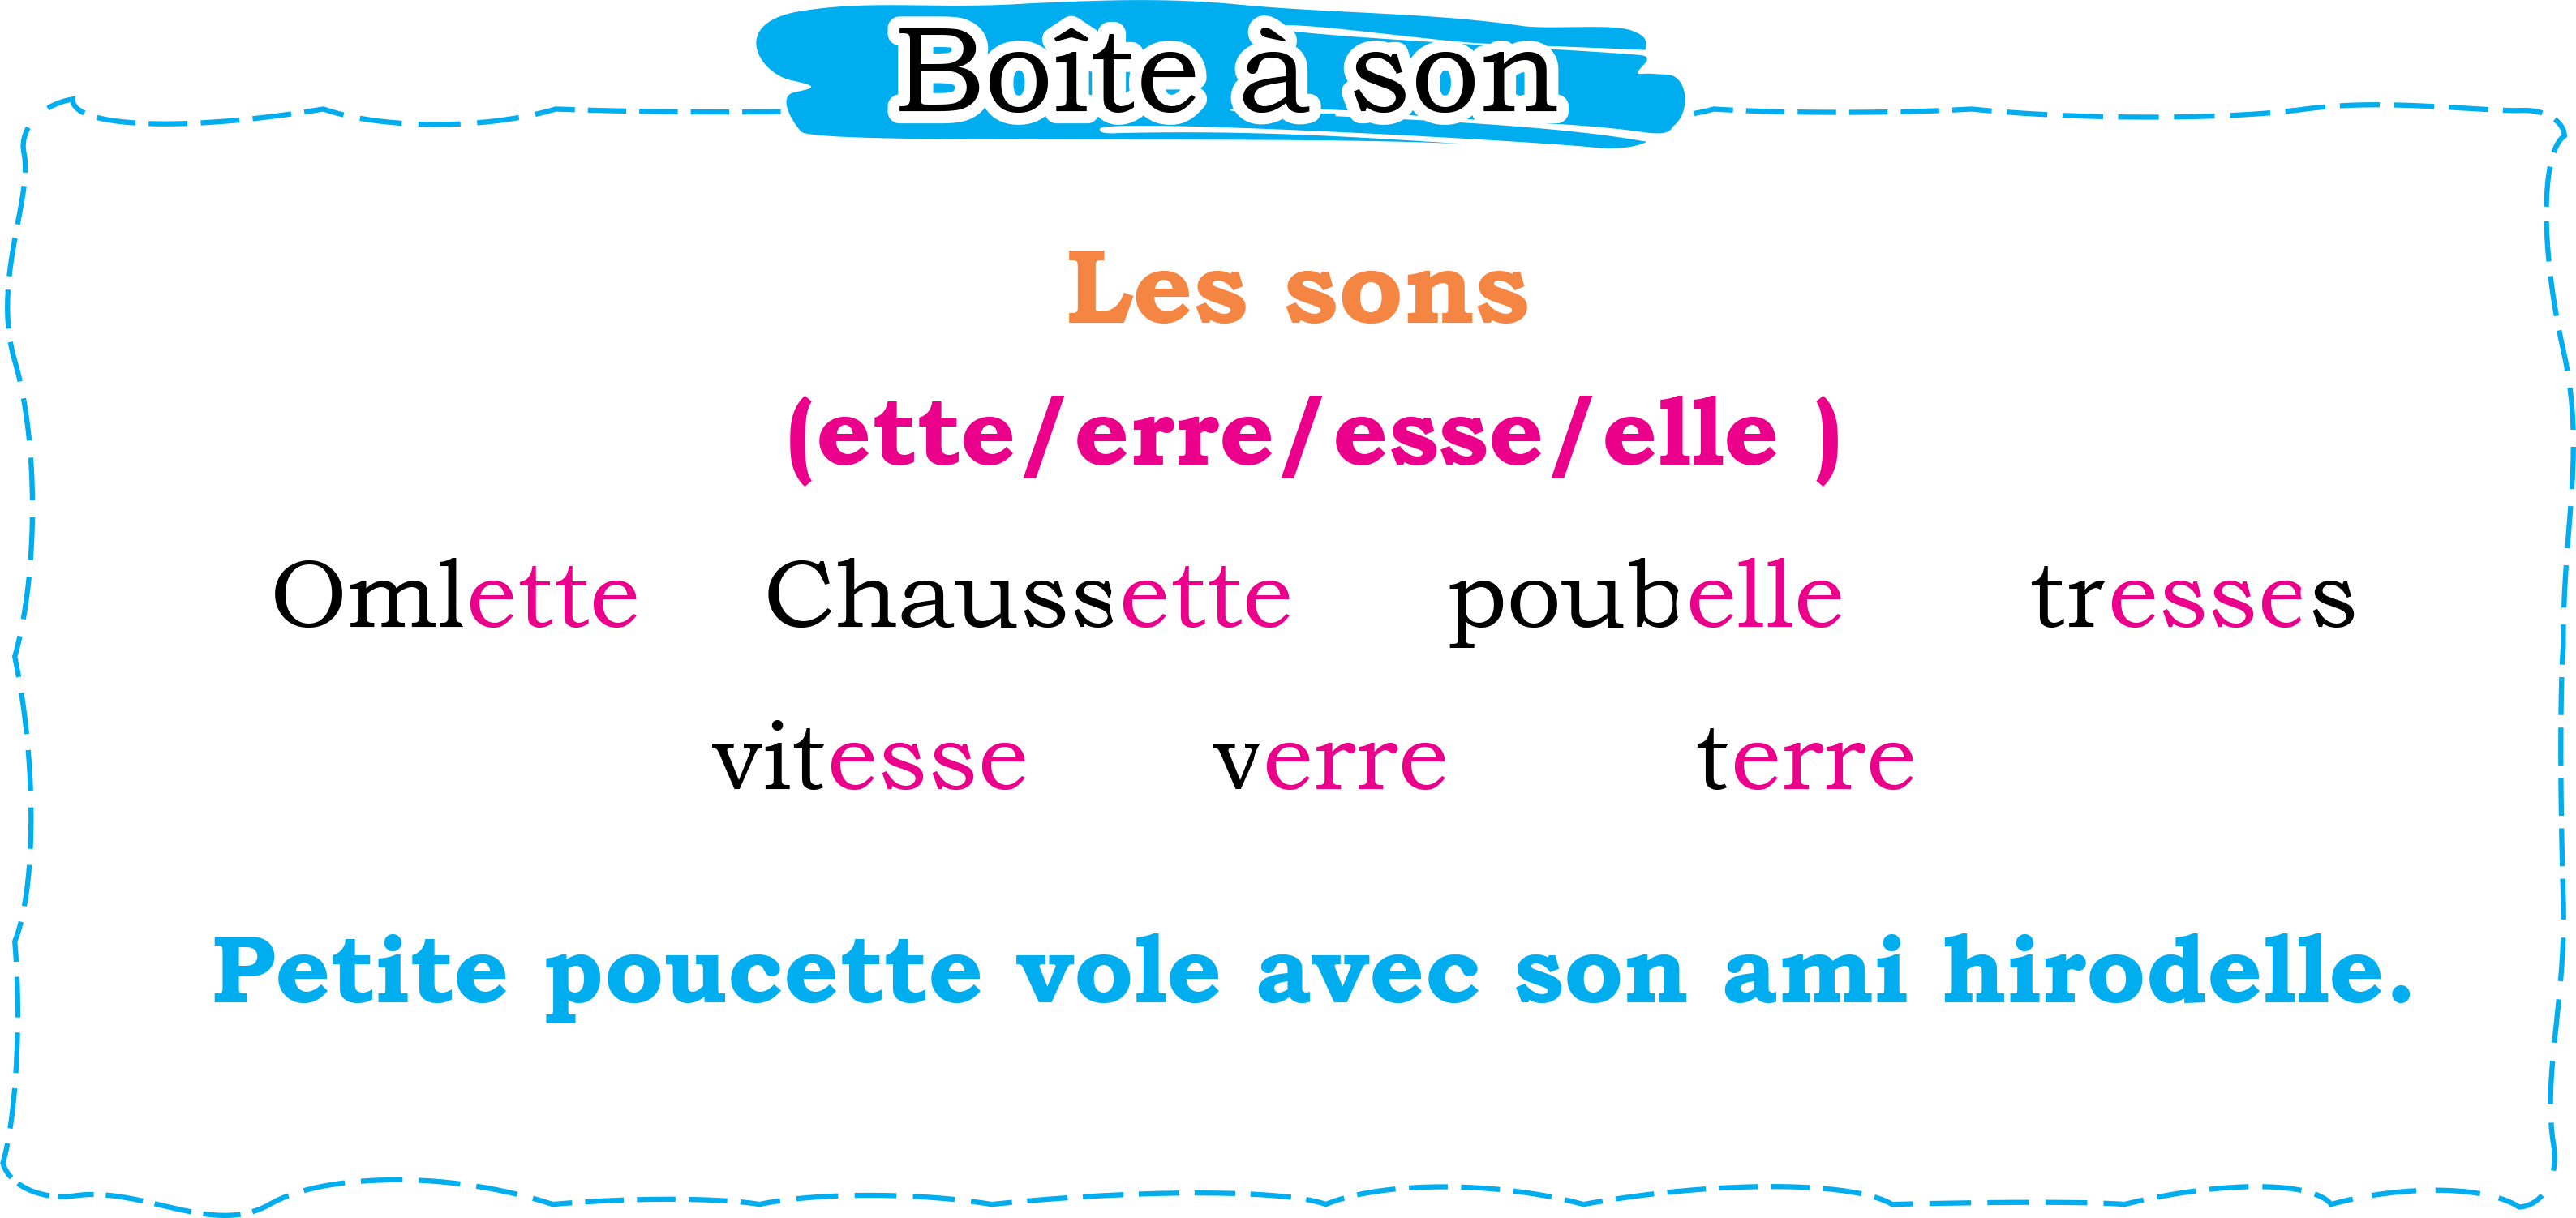 Boîte à son
Les sons
(ette/erre/esse/elle )
Omlette Chaussette poubelle tresses
vitesse verre terre
Petite poucette vole avec son ami hirodelle.